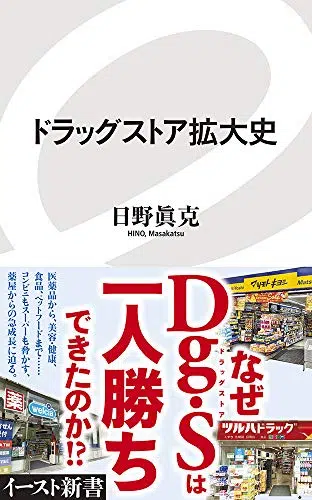 ドラッグストア拡大史
日野眞克
HINO, Masakatsu
なぜ
Dg・Sは
ドラッグストア
一人勝ち
できたのか!?
医薬品から、美容・健康、
食品、ペットフードまで……
コンビニもスーパーも脅かす、
薬屋からの急成長に迫る。
マツモトキヨシ
ツルハドラッグ
薬
welcia
イースト新書